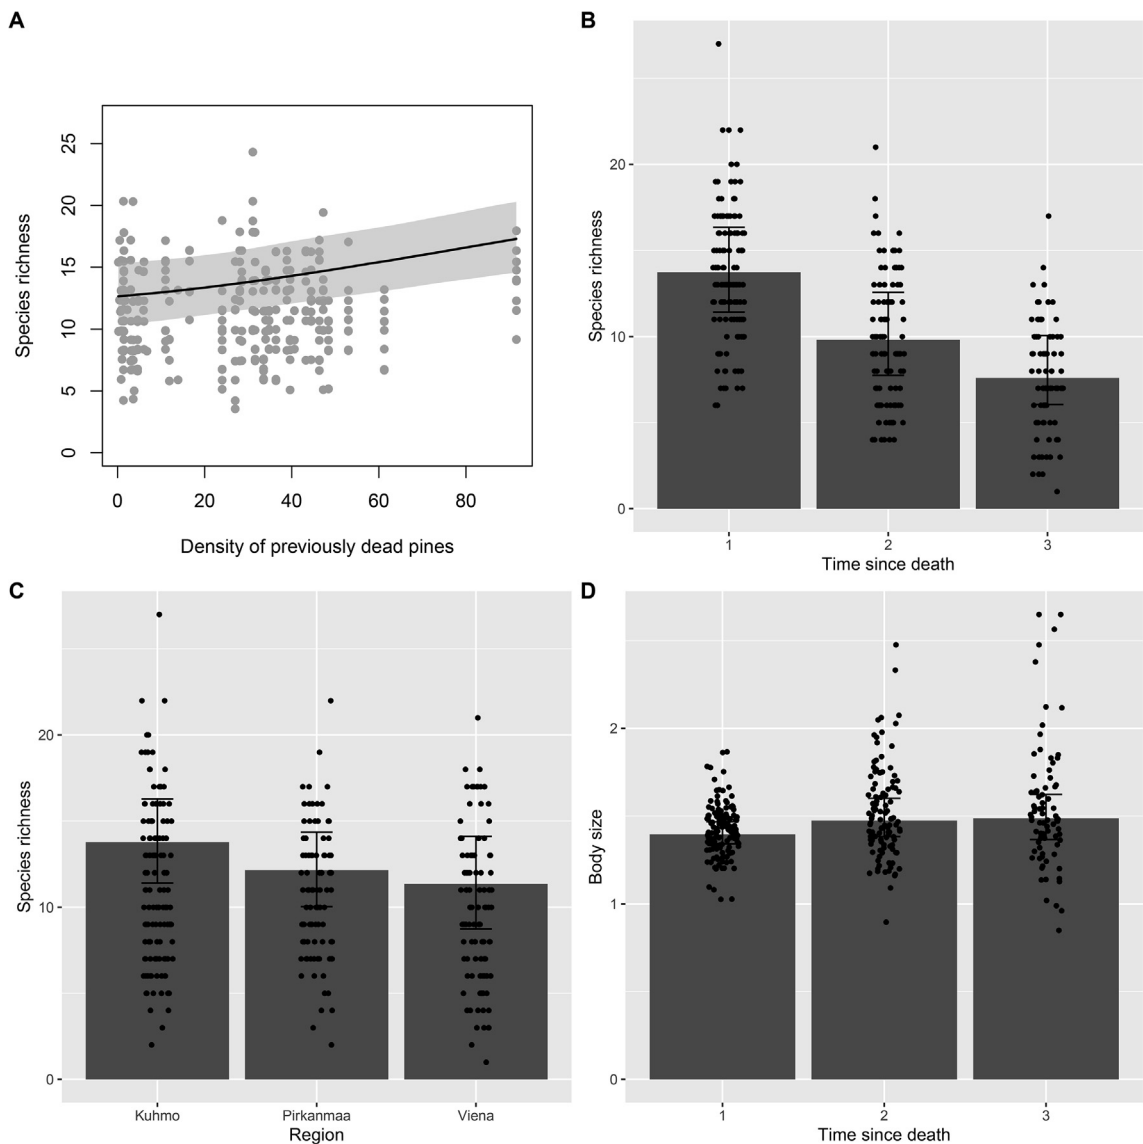 A
Species richness
25
20
15
10
5
0
0 20 40 60 80
Density of previously dead pines
B
Species richness
20
10
0
1 2 3
Time since death
C
Species richness
20
10
0
Kuhmo Pirkanmaa Viena
Region
D
Body size
2
1
0
1 2 3
Time since death